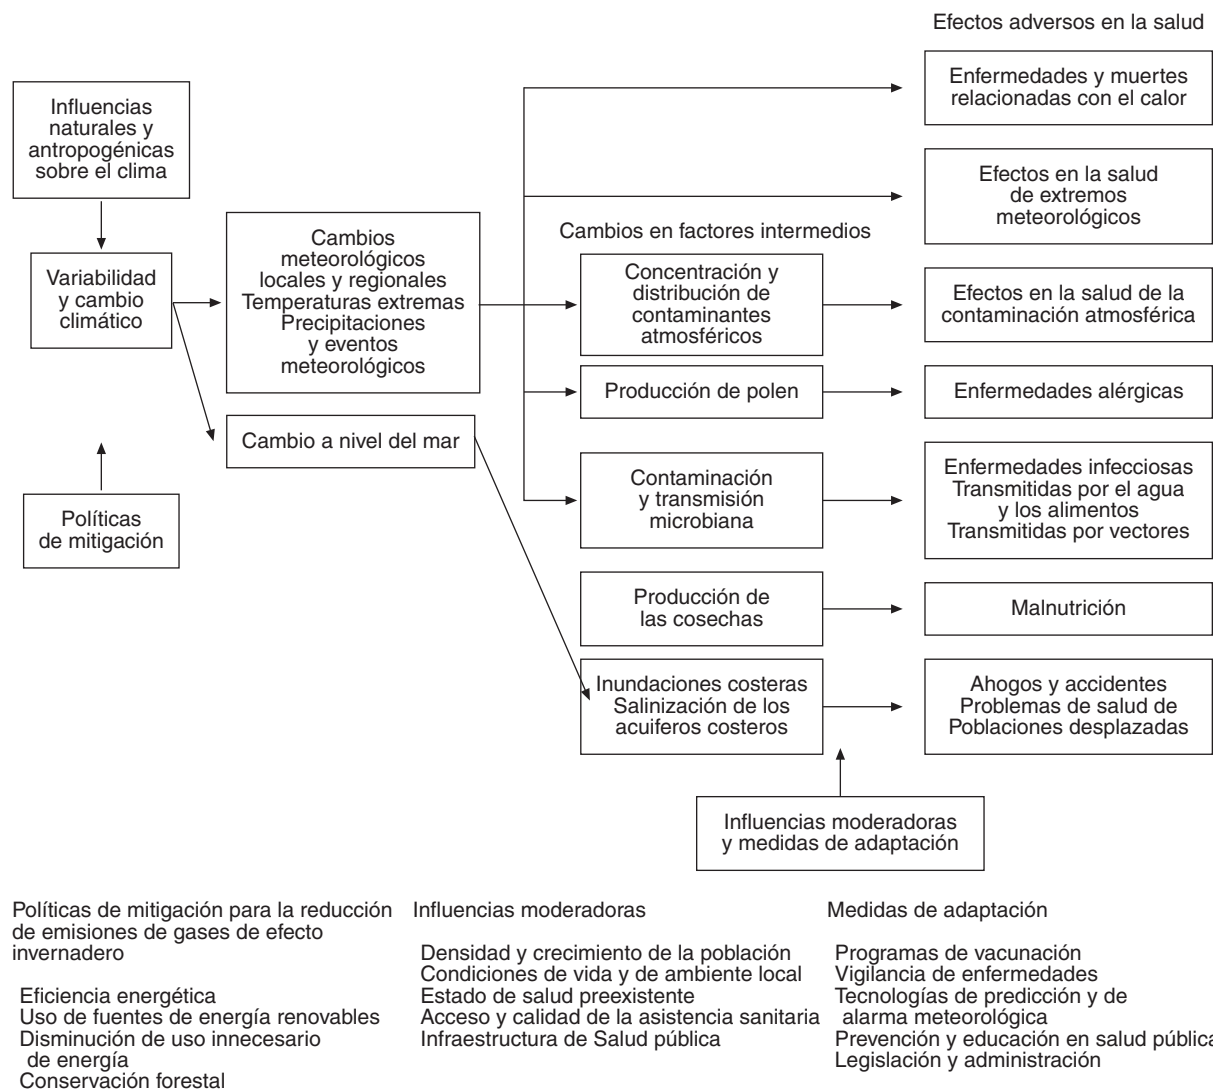 Efectos adversos en la salud
Enfermedades y muertes
relacionadas con el calor
Influencias
naturales y
antropogénicas
sobre el clima
Efectos en la salud
de extremos
meteorológicos
Cambios en factores intermedios
Variabilidad
y cambio
climático
Cambios
meteorológicos
locales y regionales
Temperaturas extremas
Precipitaciones
y eventos
meteorológicos
Concentración y
distribución de
contaminantes
atmosféricos
Efectos en la salud de la
contaminación atmosférica
Producción de polen
Enfermedades alérgicas
Cambio a nivel del mar
Contaminación
y transmisión
microbiana
Enfermedades infecciosas
Transmitidas por el agua
y los alimentos
Transmitidas por vectores
Políticas
de mitigación
Producción de
las cosechas
Malnutrición
Inundaciones costeras
Salinización de los
acuiferos costeros
Ahogos y accidentes
Problemas de salud de
Poblaciones desplazadas
Influencias moderadoras
y medidas de adaptación
Políticas de mitigación para la reducción
de emisiones de gases de efecto
invernadero
Eficiencia energética
Uso de fuentes de energía renovables
Disminución de uso innecesario
de energía
Conservación forestal
Influencias moderadoras
Densidad y crecimiento de la población
Condiciones de vida y de ambiente local
Estado de salud preexistente
Acceso y calidad de la asistencia sanitaria
Infraestructura de Salud pública
Medidas de adaptación
Programas de vacunación
Vigilancia de enfermedades
Tecnologías de predicción y de
alarma meteorológica
Prevención y educación en salud pública
Legislación y administración